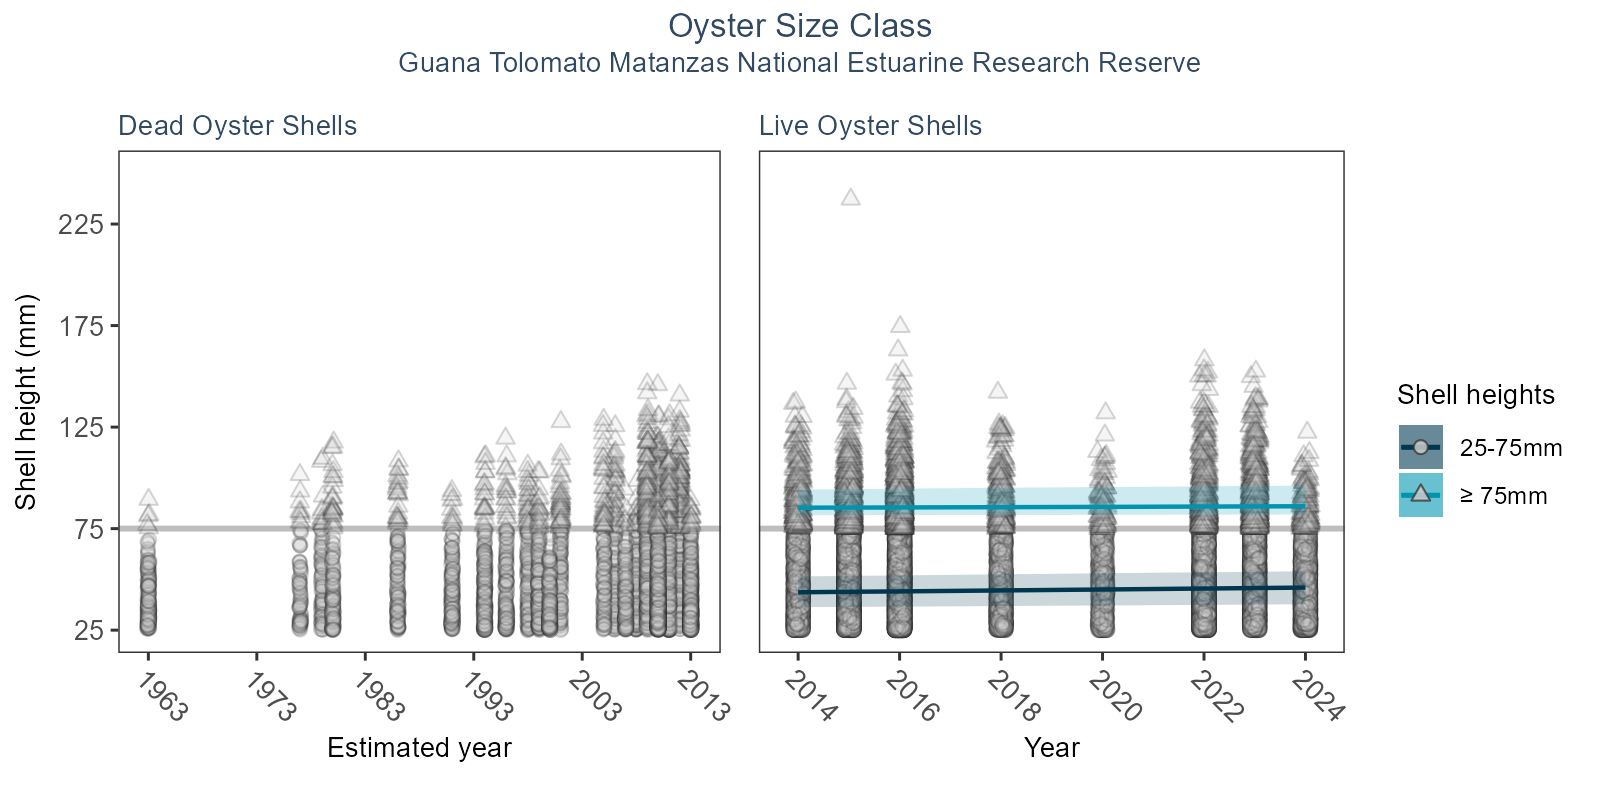 Oyster Size Class
Guana Tolomato Matanzas National Estuarine Research Reserve
Dead Oyster Shells
Live Oyster Shells
Shell height (mm)
225
175
125
75
25
1963
1973
1983
1993
2003
2013
Estimated year
2014
2016
2018
2020
2022
2024
Year
Shell heights
25-75mm
≥ 75mm